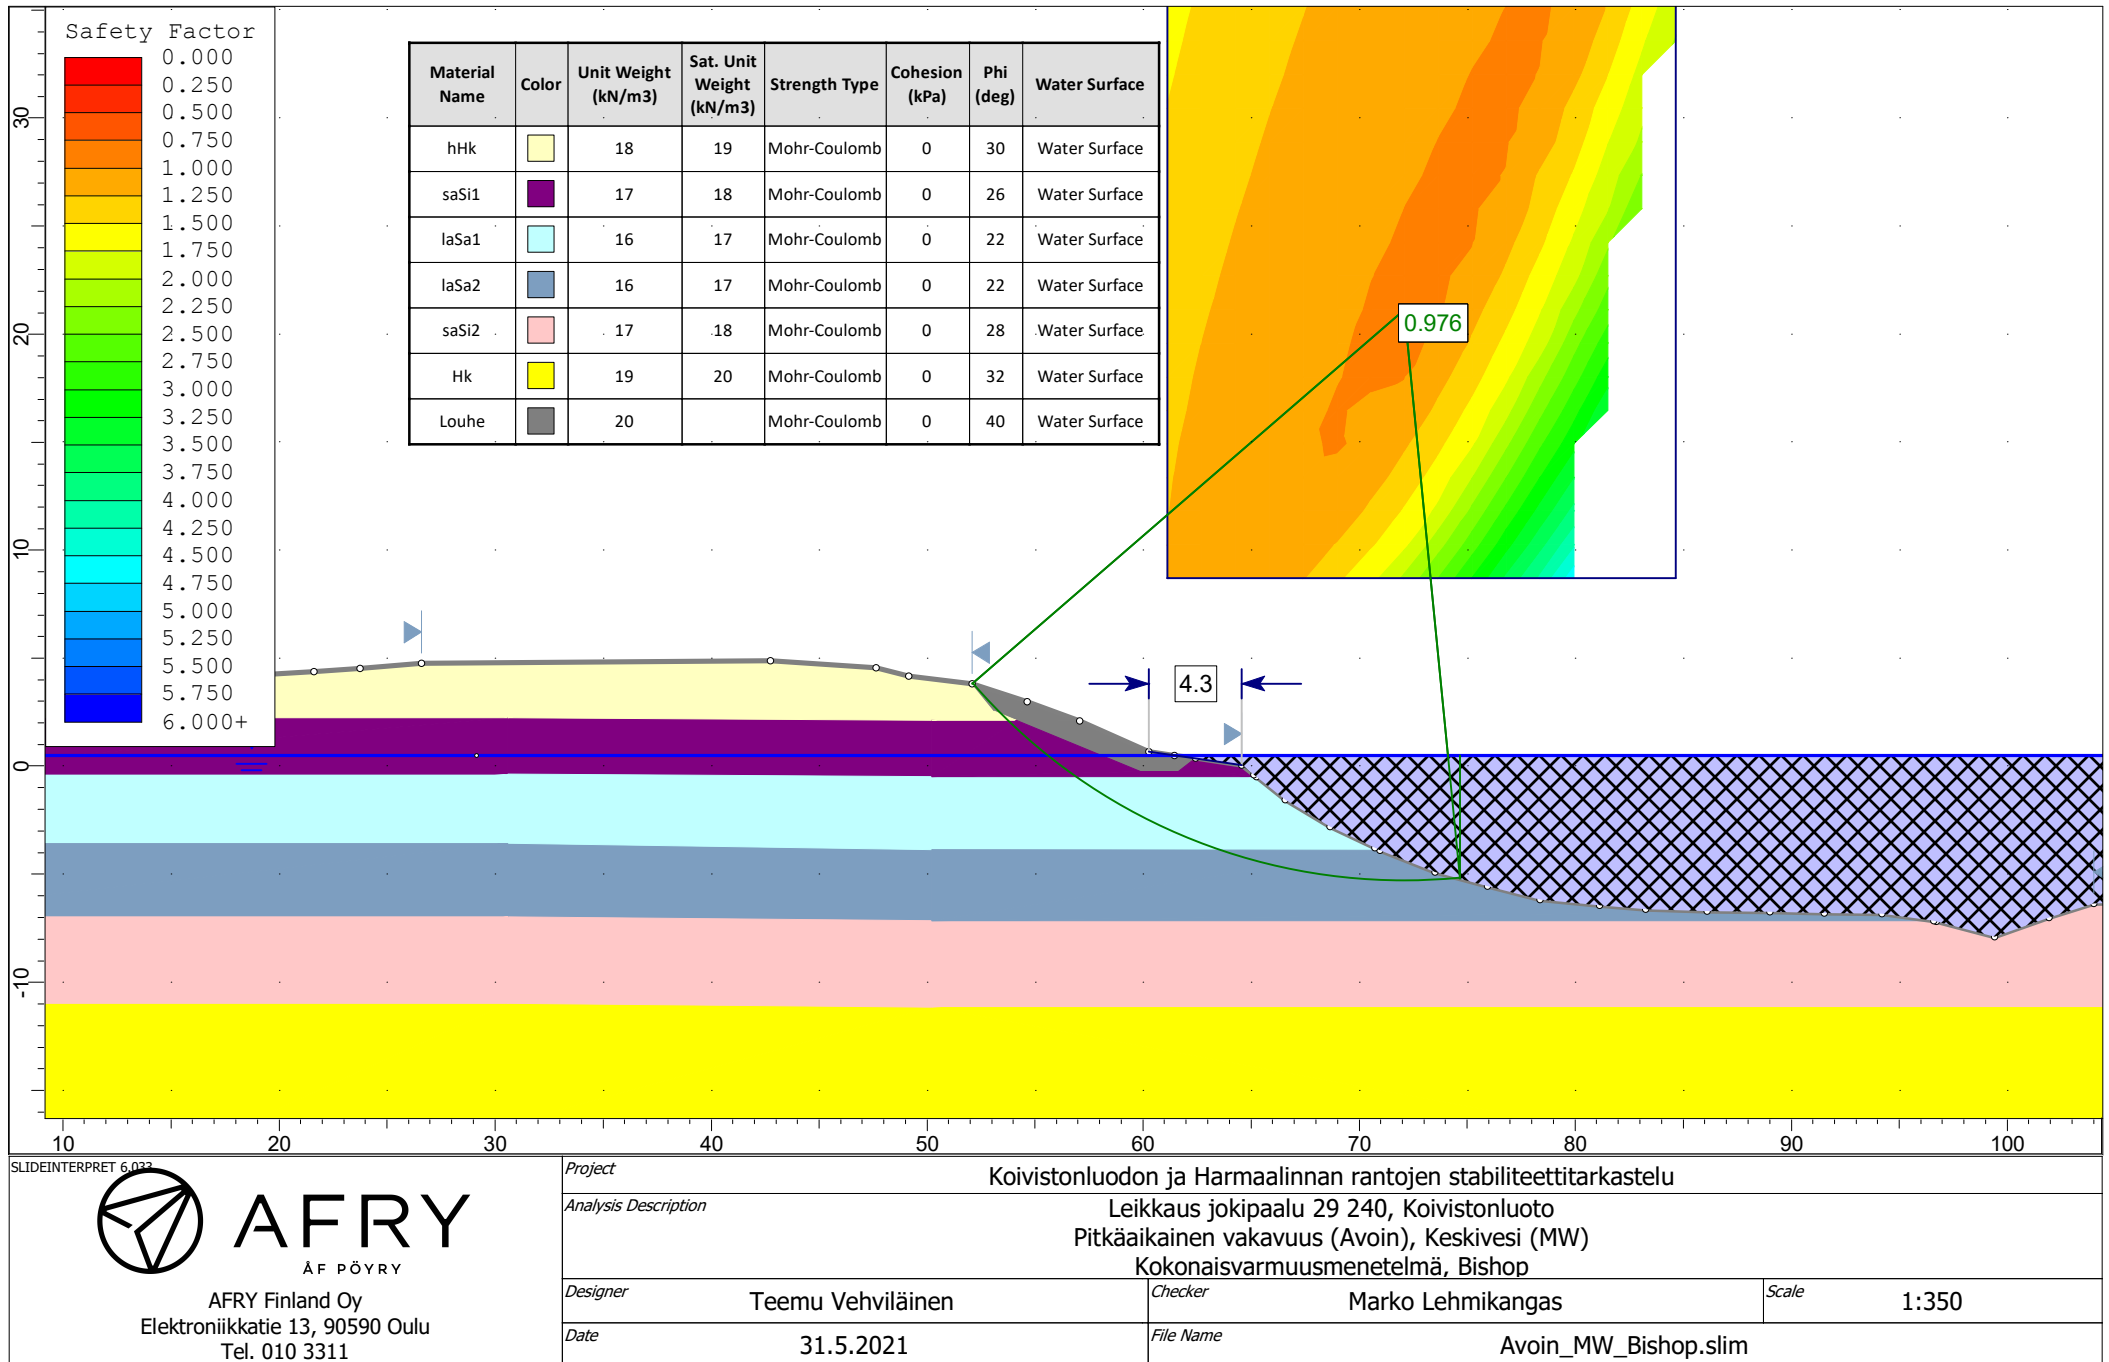 Safety Factor
0.000
0.250
0.500
0.750
1.000
1.250
1.500
1.750
2.000
2.250
2.500
2.750
3.000
3.250
3.500
3.750
4.000
4.250
4.500
4.750
5.000
5.250
5.500
5.750
6.000+
Material Name Color Unit Weight (kN/m3) Sat. Unit Weight (kN/m3) Strength Type Cohesion (kPa) Phi (deg) Water Surface
hHk 18 19 Mohr-Coulomb 0 30 Water Surface
saSi1 17 18 Mohr-Coulomb 0 26 Water Surface
laSa1 16 17 Mohr-Coulomb 0 22 Water Surface
laSa2 16 17 Mohr-Coulomb 0 22 Water Surface
saSi2 17 18 Mohr-Coulomb 0 28 Water Surface
Hk 19 20 Mohr-Coulomb 0 32 Water Surface
Louhe 20 Mohr-Coulomb 0 40 Water Surface
0.976
4.3
30
20
10
0
-10
10 20 30 40 50 60 70 80 90 100
SLIDEINTERPRET 6.033
AFRY
ÅF PÖYRY
AFRY Finland Oy
Elektroniikkatie 13, 90590 Oulu
Tel. 010 3311
Project
Koivistonluodon ja Harmaalinnan rantojen stabiliteettitarkastelu
Analysis Description
Leikkaus jokipaalu 29 240, Koivistonluoto
Pitkäaikainen vakavuus (Avoin), Keskivesi (MW)
Kokonaisvarmuusmenetelmä, Bishop
Designer
Teemu Vehviläinen
Checker
Marko Lehmikangas
Scale
1:350
Date
31.5.2021
File Name
Avoin_MW_Bishop.slim